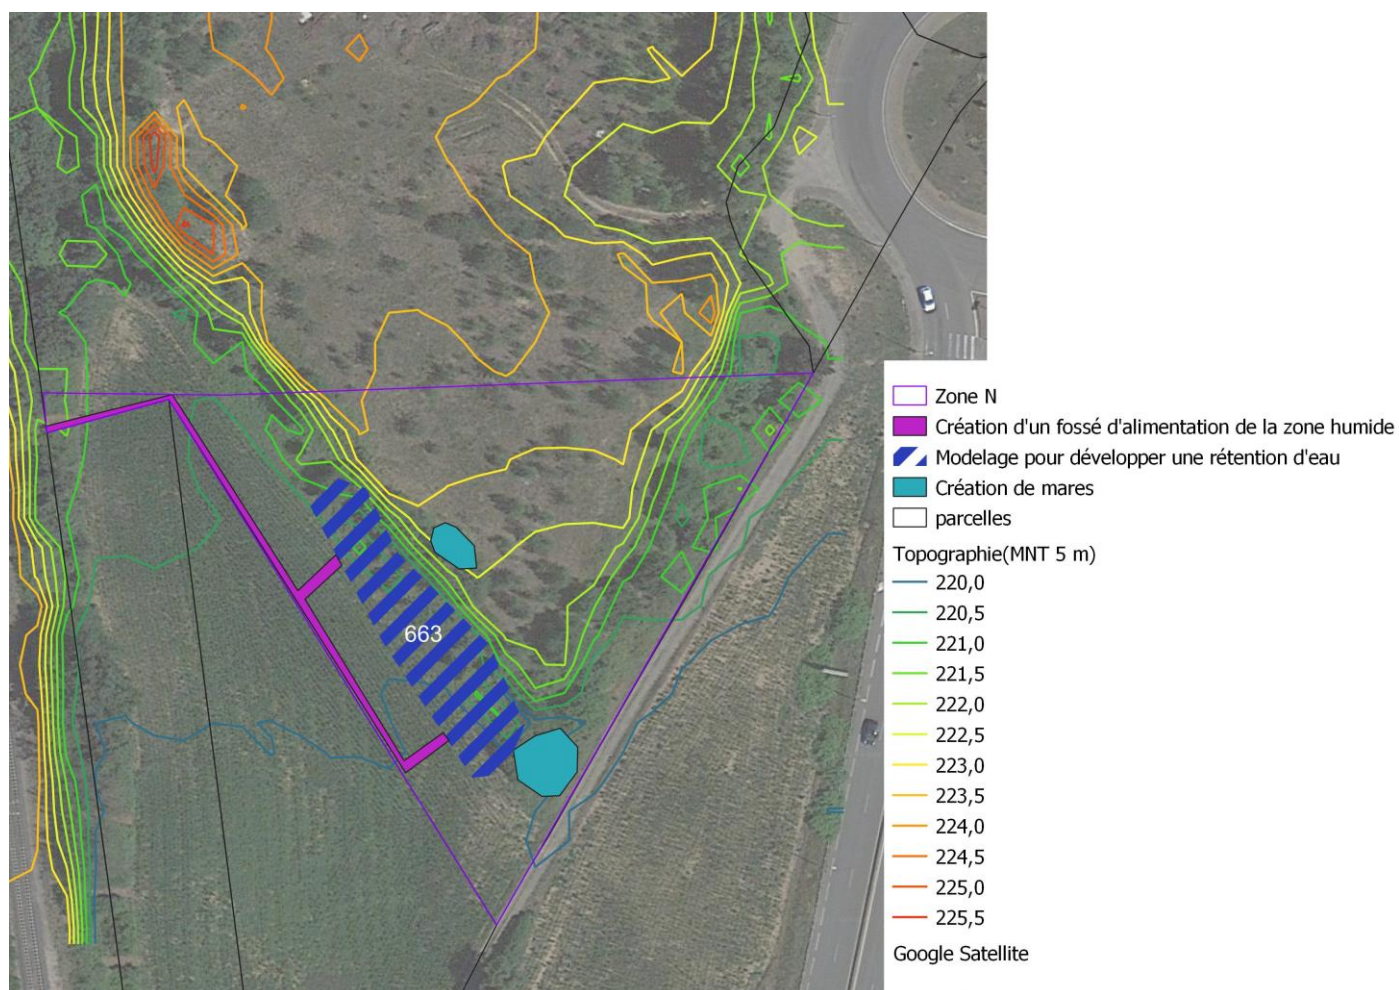 663
Zone N
Création d'un fossé d'alimentation de la zone humide
Modelage pour développer une rétention d'eau
Création de mares
parcelles
Topographie(MNT 5 m)
220,0
220,5
221,0
221,5
222,0
222,5
223,0
223,5
224,0
224,5
225,0
225,5
Google Satellite